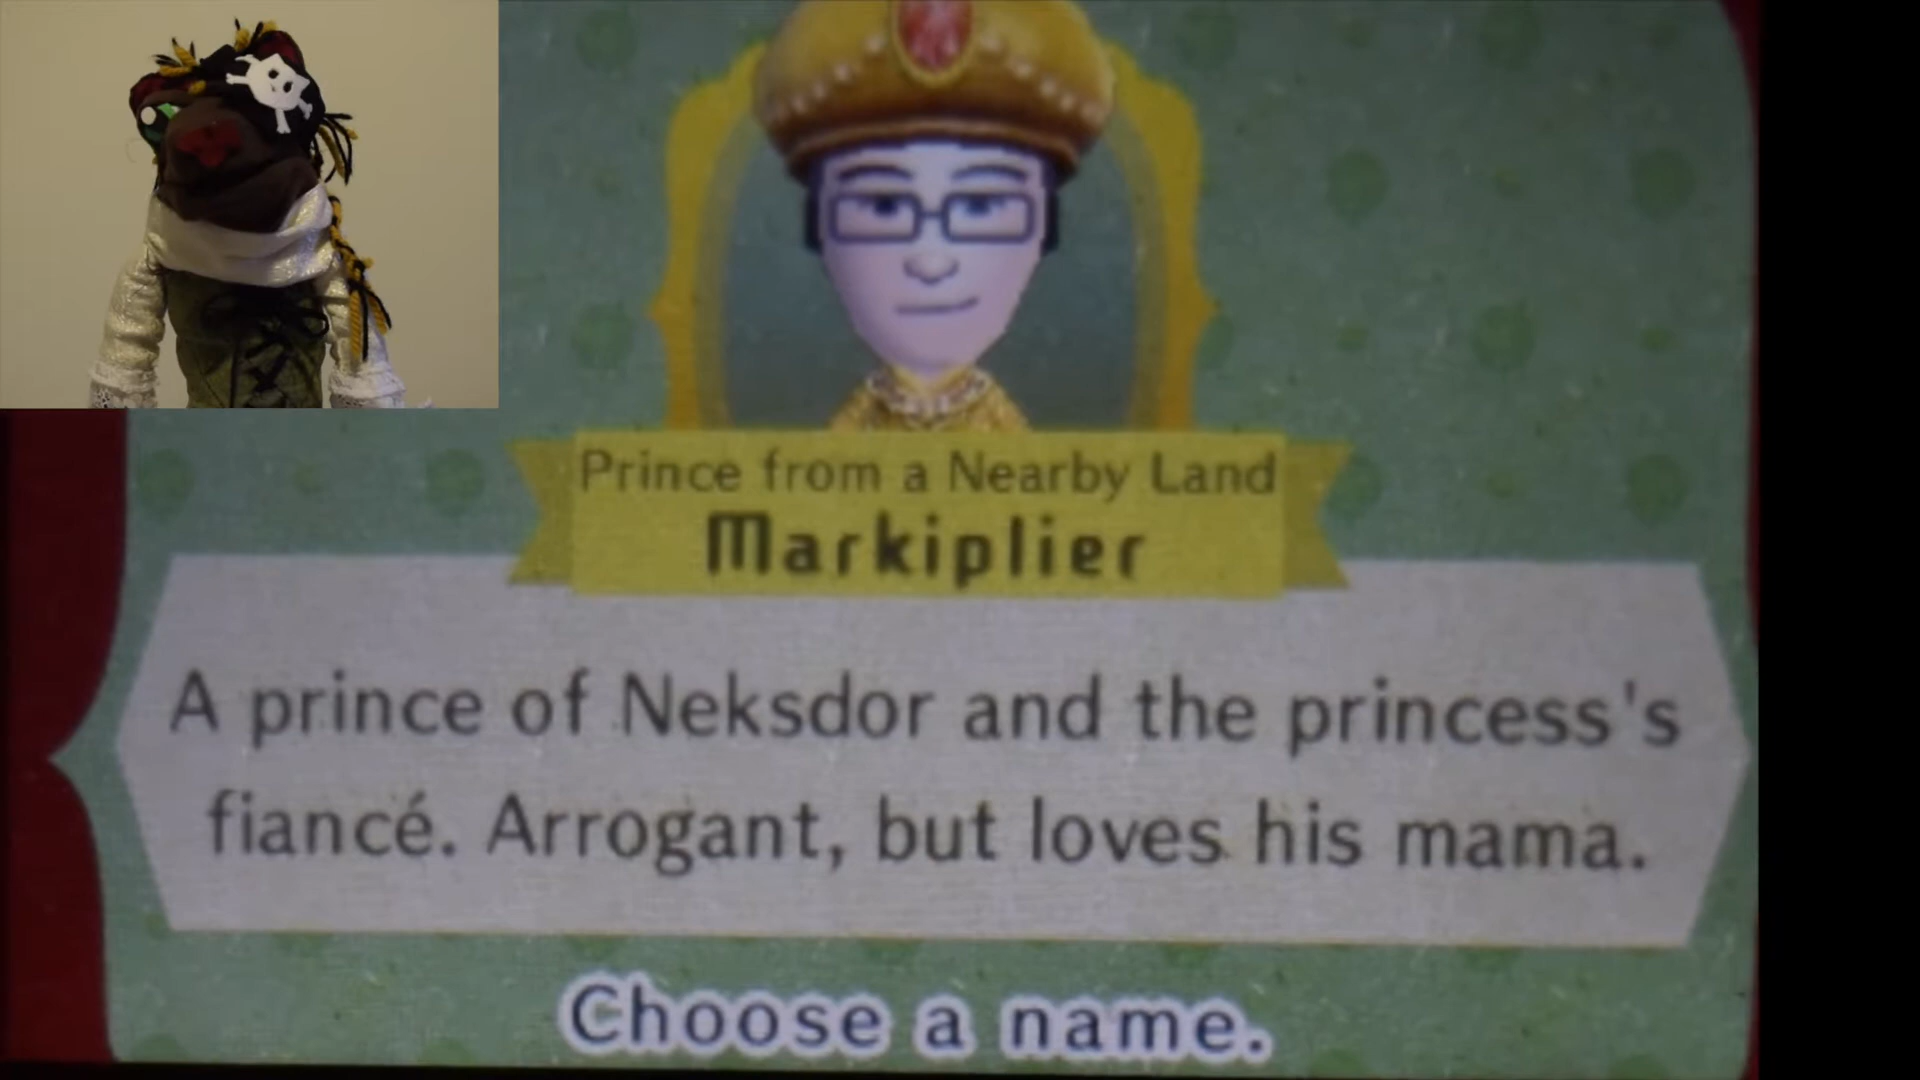 Prince from a Nearby Land
Markiplier
A prince of Neksdor and the princess's
fiancé. Arrogant, but loves his mama.
Choose a name.